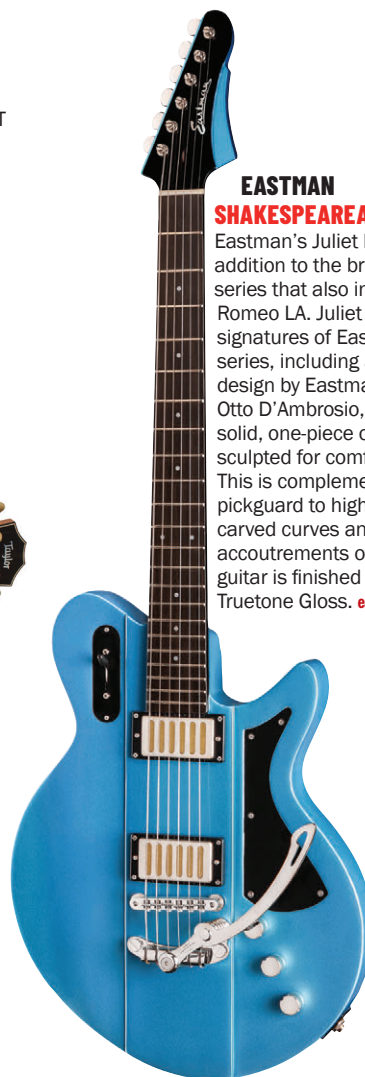 T
Eastman
EASTMAN
SHAKESPEAREA
Eastman's Juliet
addition to the br
series that also in
Romeo LA. Juliet
signatures of Eas
series, including
design by Eastma
Otto D'Ambrosio,
solid, one-piece
sculpted for comf
This is compleme
pickguard to high
carved curves an
accoutrements o
guitar is finished
Truetone Gloss. e
Taylor